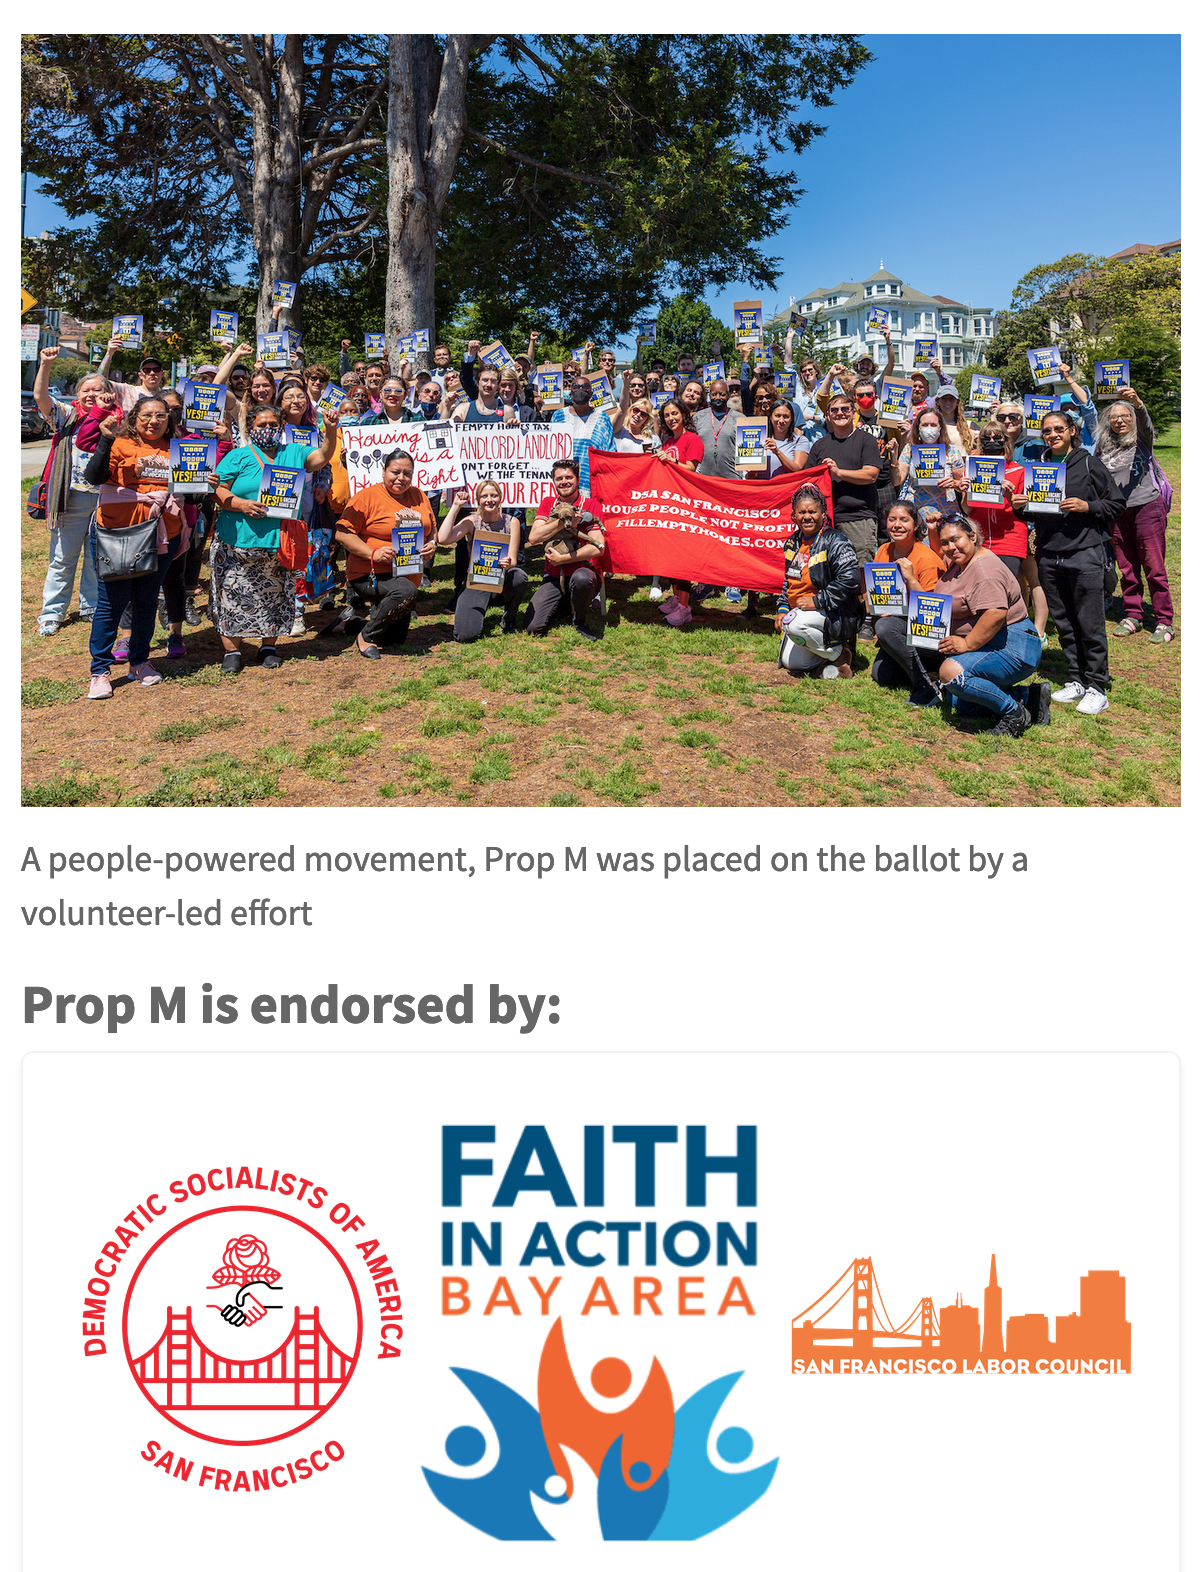 Housing
is a
Human Right
EMPTY HOMES TAX
LANDLORD LANDLORD
DONT FORGET...
WE THE TENANTS
PAY YOUR RENT
DSA SAN FRANCISCO
HOUSE PEOPLE NOT PROFIT
FILLEMPTYHOMES.COM
YES!
A people-powered movement, Prop M was placed on the ballot by a
volunteer-led effort
Prop M is endorsed by:
DEMOCRATIC SOCIALISTS OF AMERICA
SAN FRANCISCO
FAITH
IN ACTION
BAY AREA
SAN FRANCISCO LABOR COUNCIL